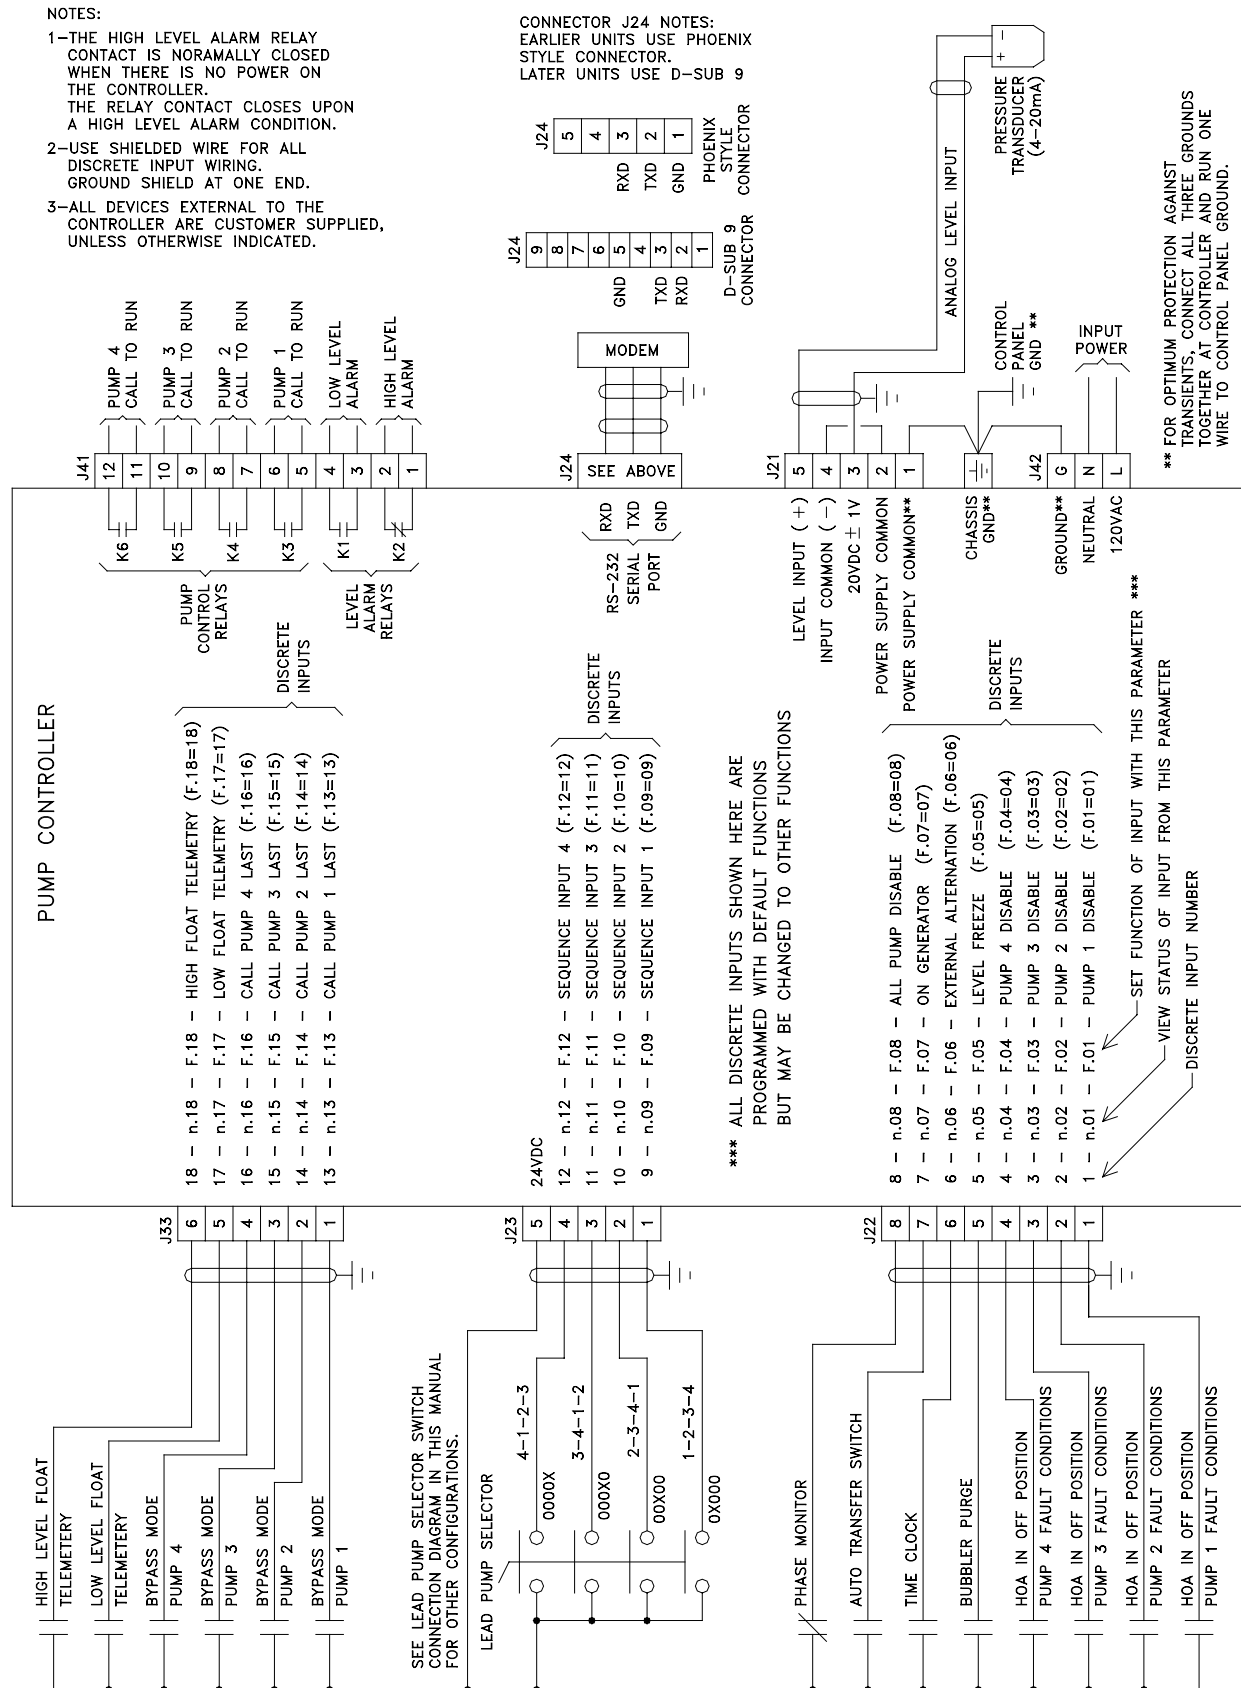 NOTES:
1-THE HIGH LEVEL ALARM RELAY
CONTACT IS NORAMALLY CLOSED
WHEN THERE IS NO POWER ON
THE CONTROLLER.
THE RELAY CONTACT CLOSES UPON
A HIGH LEVEL ALARM CONDITION.
2-USE SHIELDED WIRE FOR ALL
DISCRETE INPUT WIRING.
GROUND SHIELD AT ONE END.
3-ALL DEVICES EXTERNAL TO THE
CONTROLLER ARE CUSTOMER SUPPLIED,
UNLESS OTHERWISE INDICATED.
CONNECTOR J24 NOTES:
EARLIER UNITS USE PHOENIX
STYLE CONNECTOR.
LATER UNITS USE D-SUB 9
J24
5
4
3
2
1
RXD
TXD
GND
PHOENIX
STYLE
CONNECTOR
J24
9
8
7
6
5
4
3
2
1
GND
TXD
RXD
D-SUB 9
CONNECTOR
-
+
PRESSURE
TRANSDUCER
(4-20mA)
ANALOG LEVEL INPUT
** FOR OPTIMUM PROTECTION AGAINST
TRANSIENTS, CONNECT ALL THREE GROUNDS
TOGETHER AT CONTROLLER AND RUN ONE
WIRE TO CONTROL PANEL GROUND.
PUMP 4
CALL TO RUN
PUMP 3
CALL TO RUN
PUMP 2
CALL TO RUN
PUMP 1
CALL TO RUN
LOW LEVEL
ALARM
HIGH LEVEL
ALARM
MODEM
CONTROL
PANEL
GND **
INPUT
POWER
J41
12
11
10
9
8
7
6
5
4
3
2
1
J24
SEE ABOVE
J21
5
4
3
2
1
J42
G
N
L
K6
K5
K4
K3
K1
K2
PUMP
CONTROL
RELAYS
LEVEL
ALARM
RELAYS
RXD
TXD
GND
RS-232
SERIAL
PORT
LEVEL INPUT (+)
INPUT COMMON (-)
20VDC ± 1V
POWER SUPPLY COMMON
POWER SUPPLY COMMON**
CHASSIS
GND**
GROUND**
NEUTRAL
120VAC
PUMP CONTROLLER
DISCRETE
INPUTS
18 - n.18 - F.18 - HIGH FLOAT TELEMETRY (F.18=18)
17 - n.17 - F.17 - LOW FLOAT TELEMETRY (F.17=17)
16 - n.16 - F.16 - CALL PUMP 4 LAST (F.16=16)
15 - n.15 - F.15 - CALL PUMP 3 LAST (F.15=15)
14 - n.14 - F.14 - CALL PUMP 2 LAST (F.14=14)
13 - n.13 - F.13 - CALL PUMP 1 LAST (F.13=13)
DISCRETE
INPUTS
24VDC
12 - n.12 - F.12 - SEQUENCE INPUT 4 (F.12=12)
11 - n.11 - F.11 - SEQUENCE INPUT 3 (F.11=11)
10 - n.10 - F.10 - SEQUENCE INPUT 2 (F.10=10)
9 - n.09 - F.09 - SEQUENCE INPUT 1 (F.09=09)
*** ALL DISCRETE INPUTS SHOWN HERE ARE
PROGRAMMED WITH DEFAULT FUNCTIONS
BUT MAY BE CHANGED TO OTHER FUNCTIONS
DISCRETE
INPUTS
8 - n.08 - F.08 - ALL PUMP DISABLE (F.08=08)
7 - n.07 - F.07 - ON GENERATOR (F.07=07)
6 - n.06 - F.06 - EXTERNAL ALTERNATION (F.06=06)
5 - n.05 - F.05 - LEVEL FREEZE (F.05=05)
4 - n.04 - F.04 - PUMP 4 DISABLE (F.04=04)
3 - n.03 - F.03 - PUMP 3 DISABLE (F.03=03)
2 - n.02 - F.02 - PUMP 2 DISABLE (F.02=02)
1 - n.01 - F.01 - PUMP 1 DISABLE (F.01=01)
SET FUNCTION OF INPUT WITH THIS PARAMETER ***
VIEW STATUS OF INPUT FROM THIS PARAMETER
DISCRETE INPUT NUMBER
J33
6
5
4
3
2
1
J23
5
4
3
2
1
J22
8
7
6
5
4
3
2
1
HIGH LEVEL FLOAT
TELEMETERY
LOW LEVEL FLOAT
TELEMETERY
BYPASS MODE
PUMP 4
BYPASS MODE
PUMP 3
BYPASS MODE
PUMP 2
BYPASS MODE
PUMP 1
SEE LEAD PUMP SELECTOR SWITCH
CONNECTION DIAGRAM IN THIS MANUAL
FOR OTHER CONFIGURATIONS.
LEAD PUMP SELECTOR
4-1-2-3
0000X
3-4-1-2
000X0
2-3-4-1
00X00
1-2-3-4
0X000
PHASE MONITOR
AUTO TRANSFER SWITCH
TIME CLOCK
BUBBLER PURGE
HOA IN OFF POSITION
PUMP 4 FAULT CONDITIONS
HOA IN OFF POSITION
PUMP 3 FAULT CONDITIONS
HOA IN OFF POSITION
PUMP 2 FAULT CONDITIONS
HOA IN OFF POSITION
PUMP 1 FAULT CONDITIONS